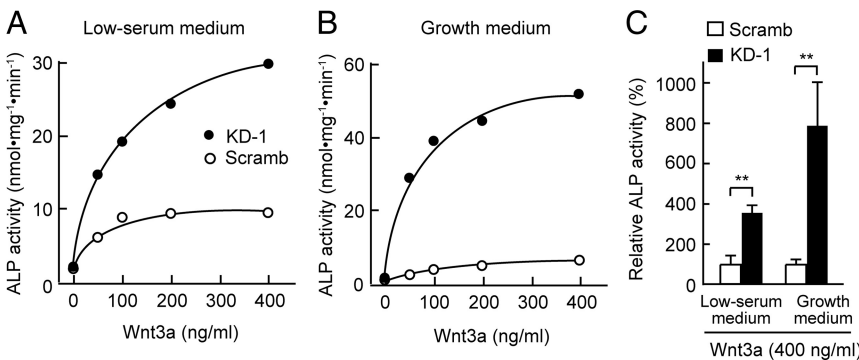 A
Low-serum medium
ALP activity (nmol•mg⁻¹•min⁻¹)
30
20
10
0
KD-1
Scramb
0 100 200 300 400
Wnt3a (ng/ml)
B
Growth medium
ALP activity (nmol•mg⁻¹•min⁻¹)
60
40
20
0
0 100 200 300 400
Wnt3a (ng/ml)
C
Scramb
KD-1
Relative ALP activity (%)
1000
800
600
400
200
0
**
**
Low-serum
medium
Growth
medium
Wnt3a (400 ng/ml)